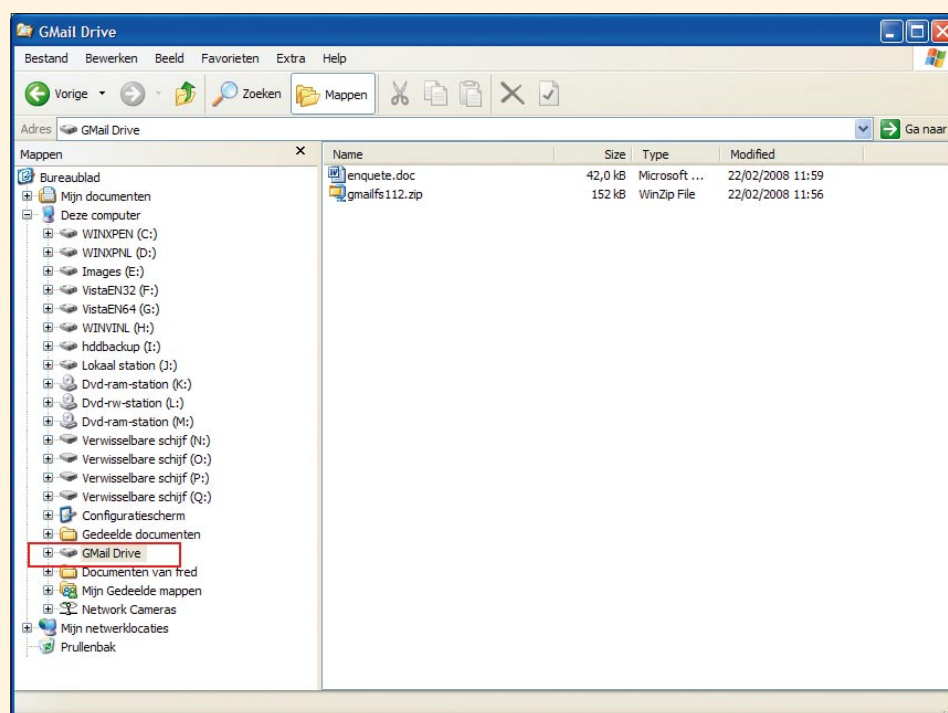 GMail Drive
Bestand Bewerken Beeld Favorieten Extra Help
Vorige Zoeken Mappen
Adres GMail Drive Ga naar
Mappen
Name Size Type Modified
Bureaublad
enquete.doc 42,0 kB Microsoft ... 22/02/2008 11:59
Mijn documenten
gmailfs112.zip 152 kB WinZip File 22/02/2008 11:56
Deze computer
WINXPEN (C:)
WINXPNL (D:)
Images (E:)
VistaEN32 (F:)
VistaEN64 (G:)
WINVINL (H:)
hddbackup (I:)
Lokaal station (J:)
Dvd-ram-station (K:)
Dvd-rw-station (L:)
Dvd-ram-station (M:)
Verwisselbare schijf (N:)
Verwisselbare schijf (O:)
Verwisselbare schijf (P:)
Verwisselbare schijf (Q:)
Configuratiescherm
Gedeelde documenten
GMail Drive
Documenten van fred
Mijn Gedeelde mappen
Network Cameras
Mijn netwerklocaties
Prullenbak